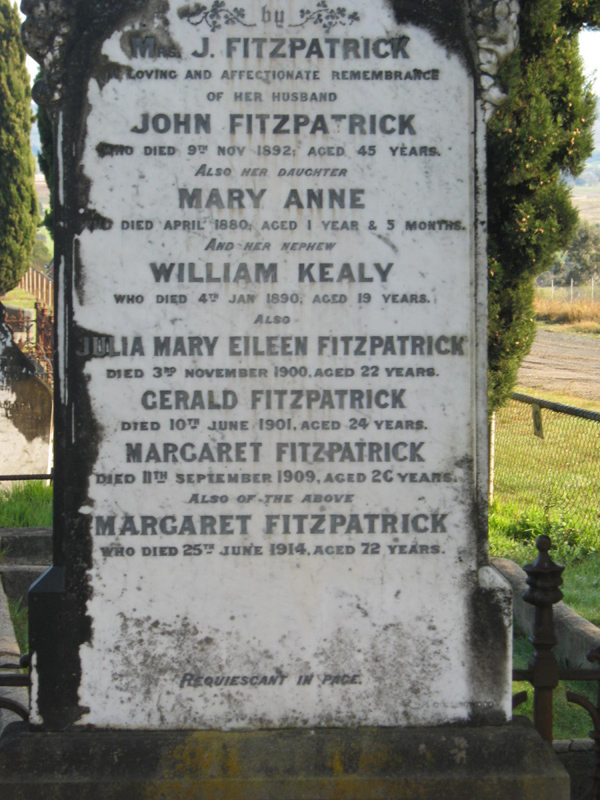 by
Mrs. J. FITZPATRICK
LOVING AND AFFECTIONATE REMEMBRANCE
OF HER HUSBAND
JOHN FITZPATRICK
WHO DIED 9TH NOV 1892; AGED 45 YEARS.
ALSO HER DAUGHTER
MARY ANNE
WHO DIED APRIL 1880; AGED 1 YEAR & 5 MONTHS.
AND HER NEPHEW
WILLIAM KEALY
WHO DIED 4TH JAN 1890; AGED 19 YEARS.
ALSO
JULIA MARY EILEEN FITZPATRICK
DIED 3RD NOVEMBER 1900, AGED 22 YEARS.
GERALD FITZPATRICK
DIED 10TH JUNE 1901, AGED 24 YEARS.
MARGARET FITZPATRICK
DIED 11TH SEPTEMBER 1909, AGED 26 YEARS.
ALSO OF THE ABOVE
MARGARET FITZPATRICK
WHO DIED 25TH JUNE 1914, AGED 72 YEARS.
REQUIESCANT IN PACE.